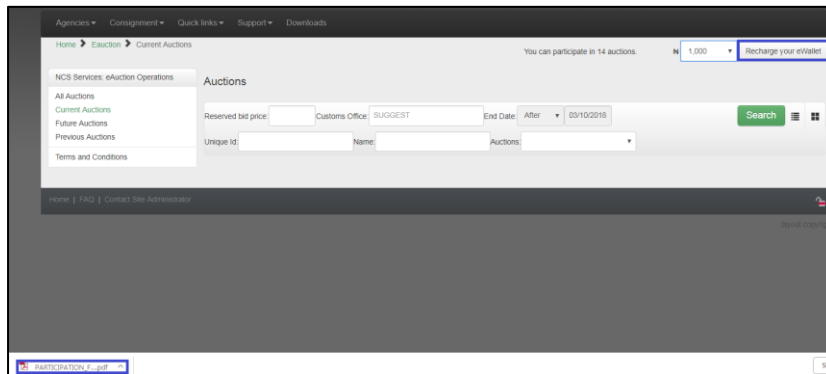 Agencies Consignment Quick links Support Downloads
Home Eauction Current Auctions
You can participate in 14 auctions.
₦ 1,000
Recharge your eWallet
NCS Services: eAuction Operations
All Auctions
Current Auctions
Future Auctions
Previous Auctions
Terms and Conditions
Auctions
Reserved bid price: Customs Office: SUGGEST End Date: After 03/10/2016 Search
Unique Id: Name: Auctions:
Home | FAQ | Contact Site Administrator
layout
PARTICIPATION_F....pdf